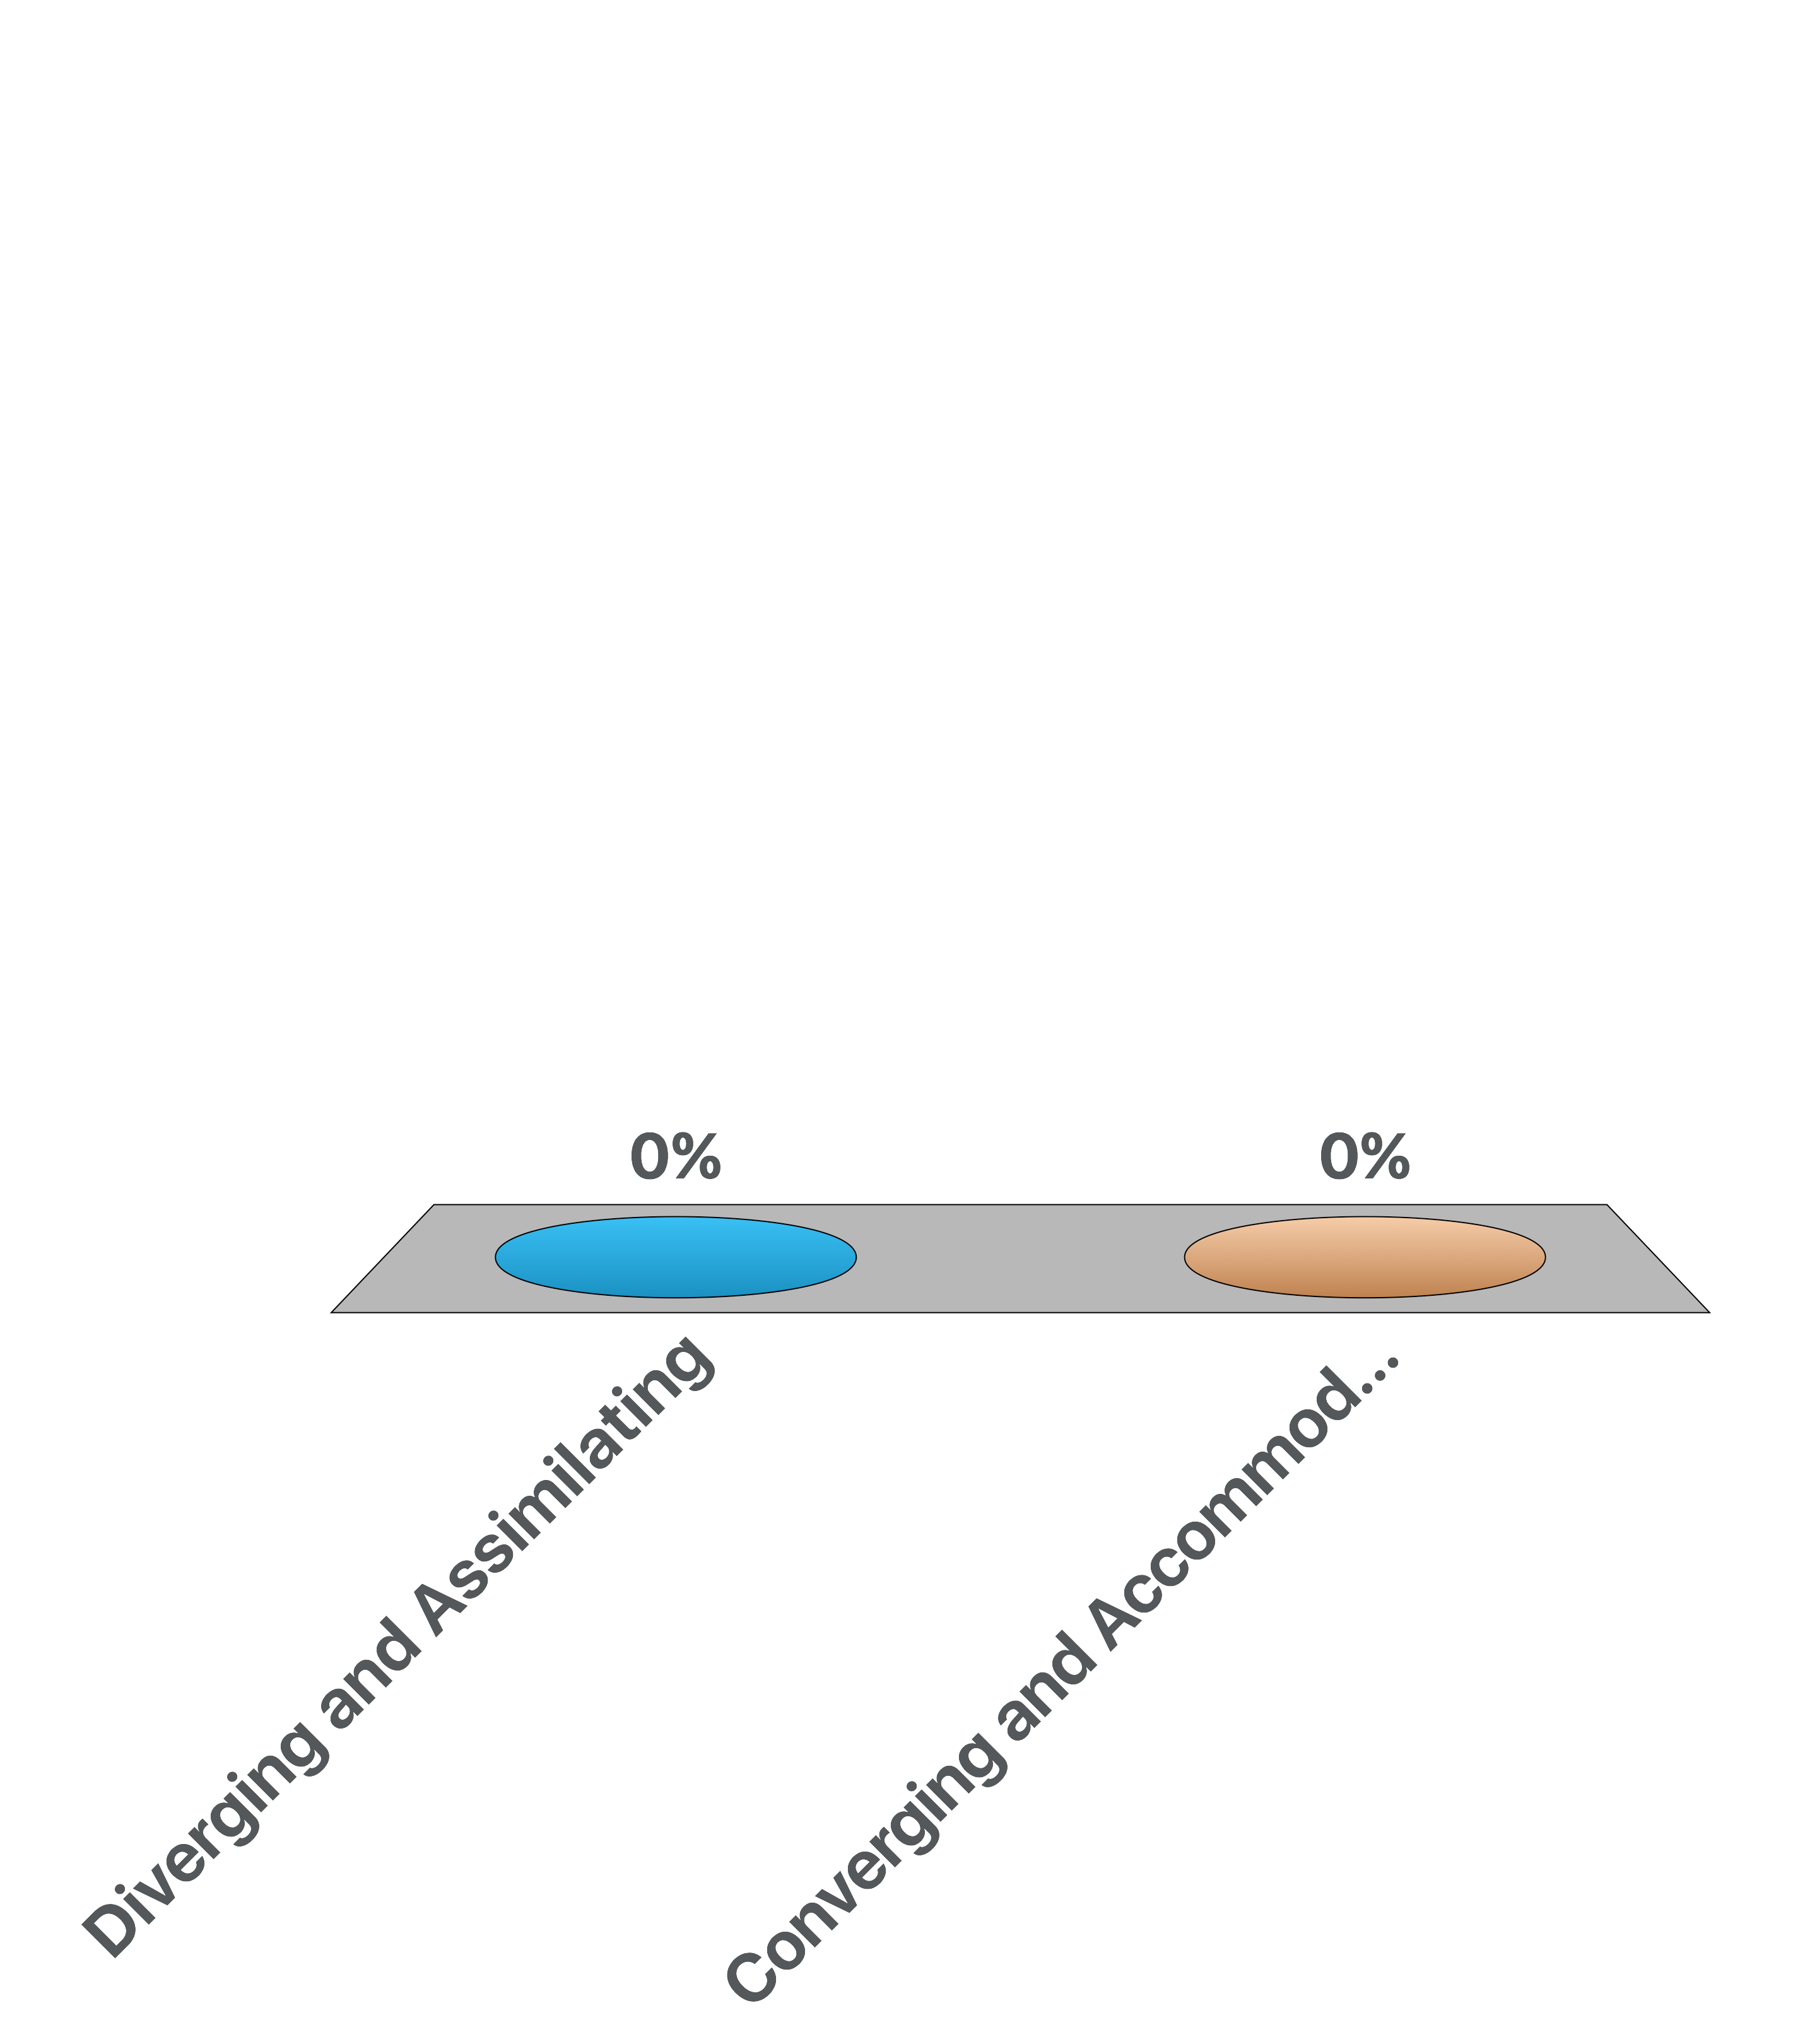 0%
0%
Diverging and Assimilating
Converging and Accommod...